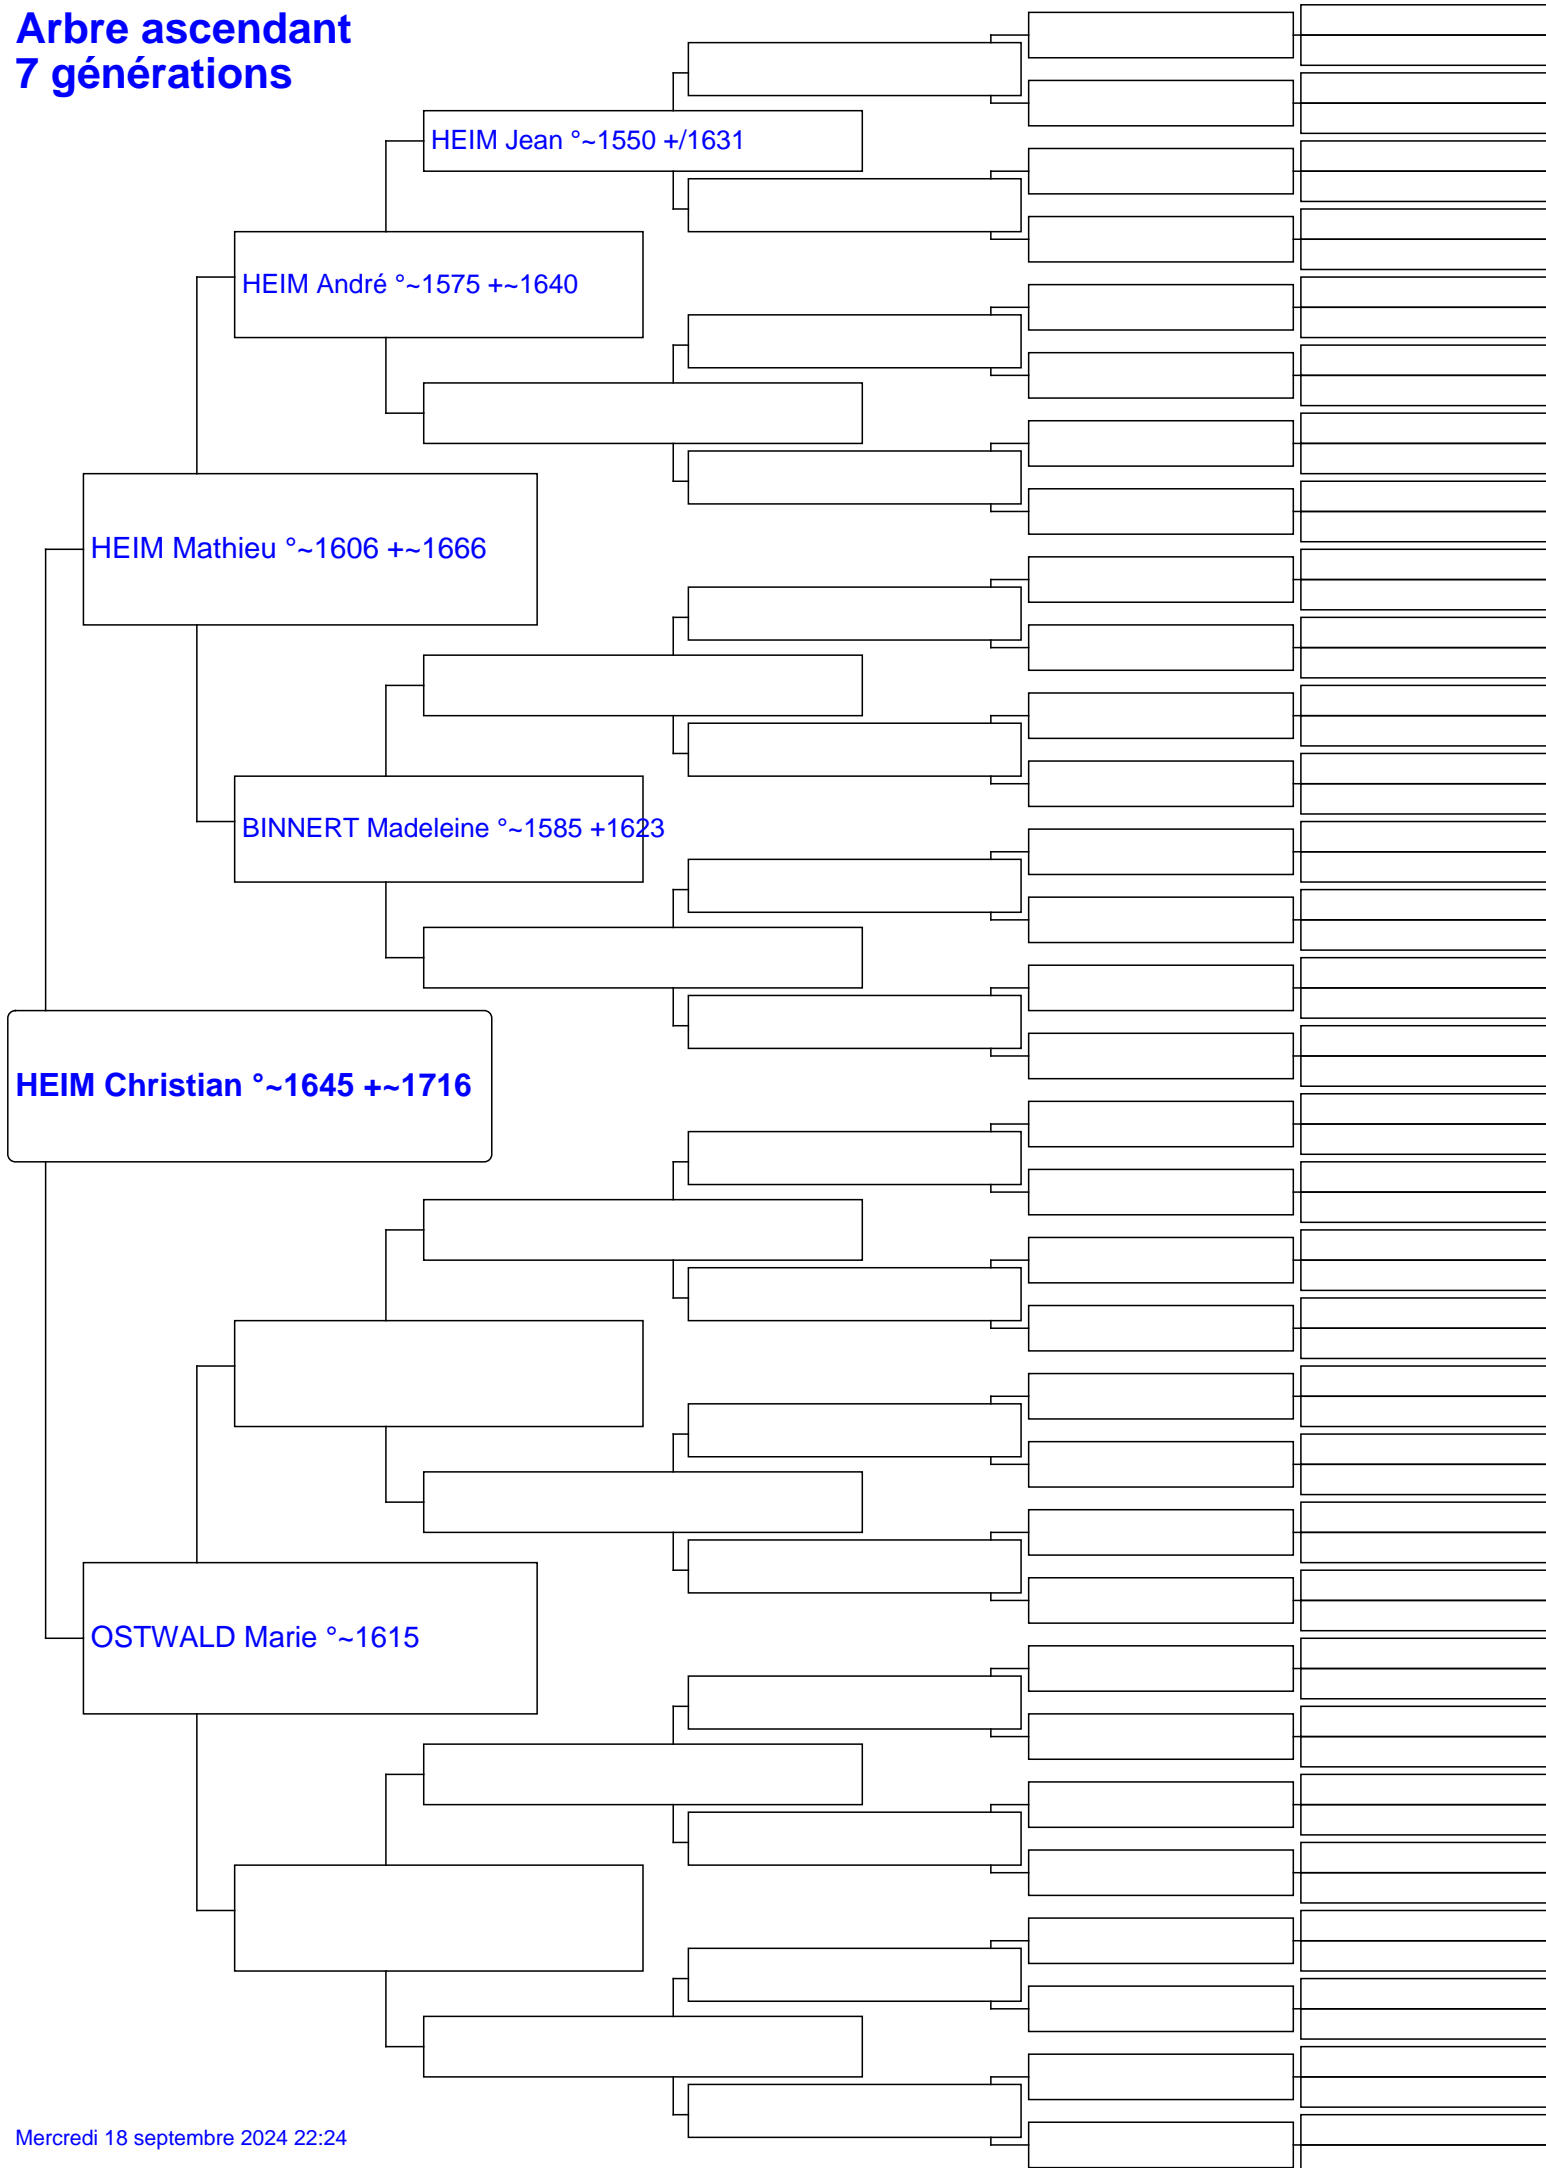 Arbre ascendant
7 générations
HEIM Jean °~1550 +/1631
HEIM André °~1575 +~1640
HEIM Mathieu °~1606 +~1666
BINNERT Madeleine °~1585 +1623
HEIM Christian °~1645 +~1716
OSTWALD Marie °~1615
Mercredi 18 septembre 2024 22:24